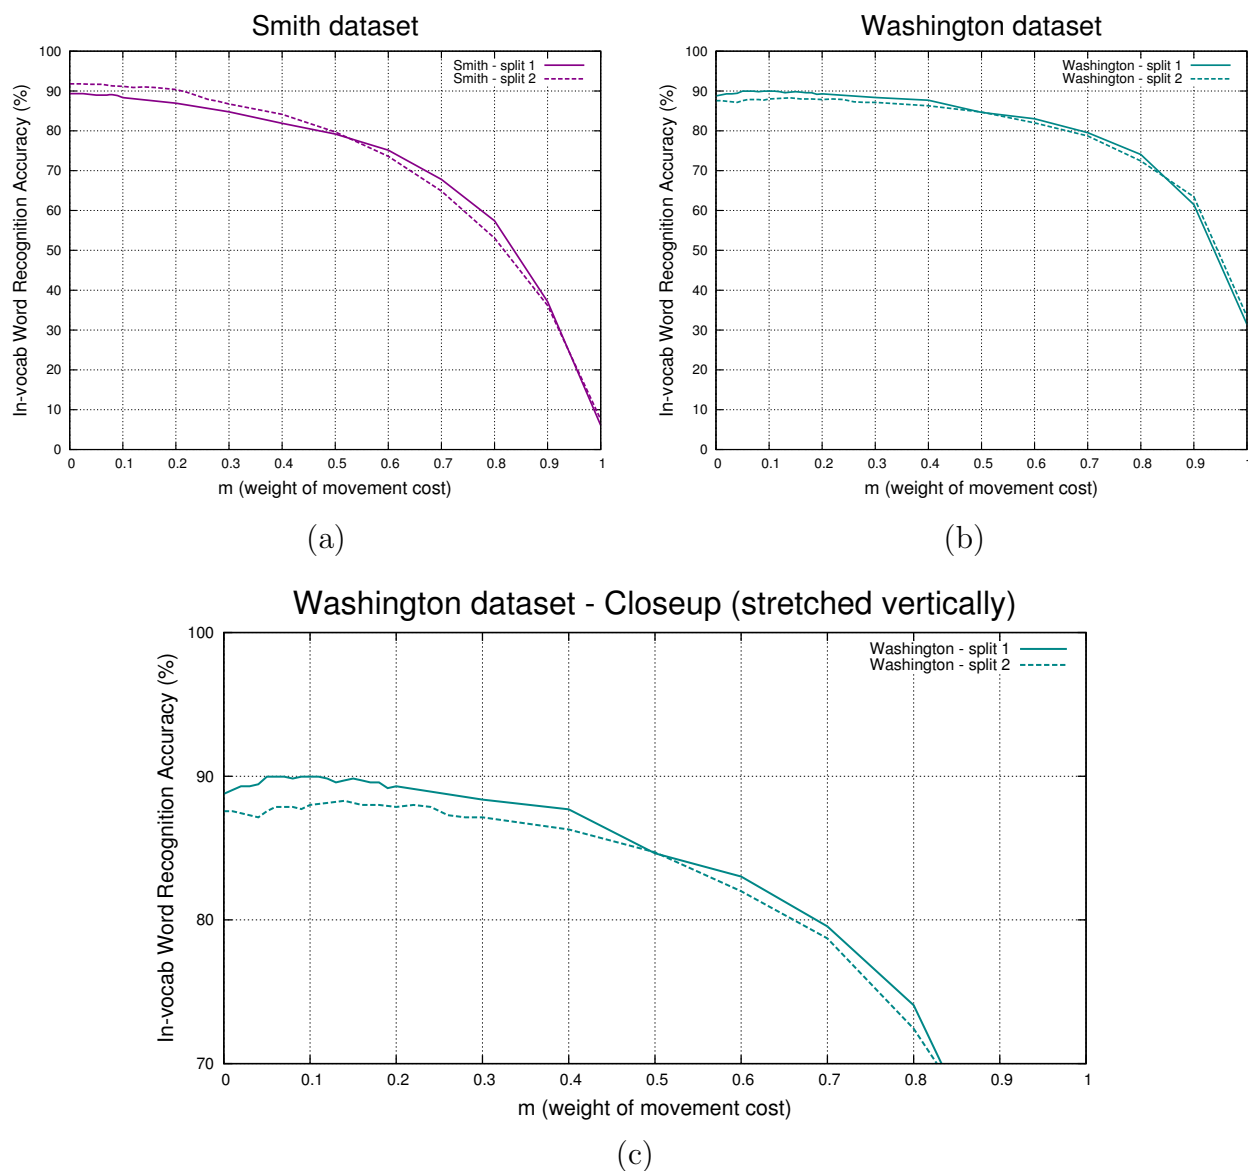 Smith dataset
100
90
80
70
60
50
40
30
20
10
0
In-vocab Word Recognition Accuracy (%)
Smith - split 1
Smith - split 2
0 0.1 0.2 0.3 0.4 0.5 0.6 0.7 0.8 0.9 1
m (weight of movement cost)
(a)
Washington dataset
100
90
80
70
60
50
40
30
20
10
0
In-vocab Word Recognition Accuracy (%)
Washington - split 1
Washington - split 2
0 0.1 0.2 0.3 0.4 0.5 0.6 0.7 0.8 0.9 1
m (weight of movement cost)
(b)
Washington dataset - Closeup (stretched vertically)
100
90
80
70
In-vocab Word Recognition Accuracy (%)
Washington - split 1
Washington - split 2
0 0.1 0.2 0.3 0.4 0.5 0.6 0.7 0.8 0.9 1
m (weight of movement cost)
(c)